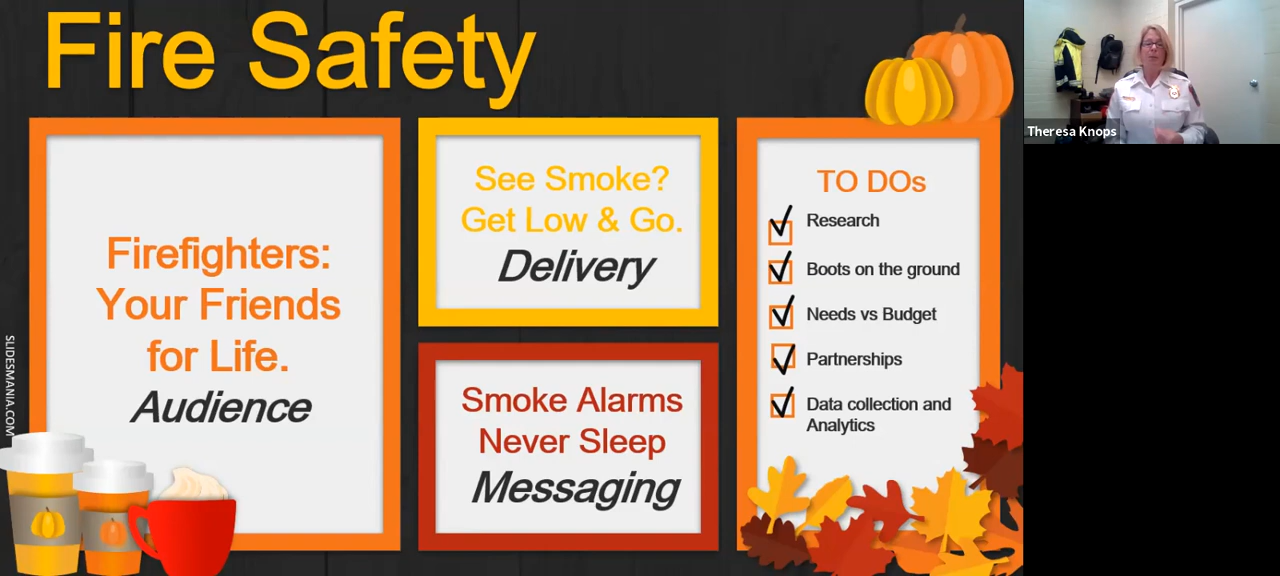 Fire Safety
Firefighters:
Your Friends
for Life.
Audience
See Smoke?
Get Low & Go.
Delivery
Smoke Alarms
Never Sleep
Messaging
TO DOs
Research
Boots on the ground
Needs vs Budget
Partnerships
Data collection and
Analytics
SLIDESMANIA.COM
Theresa Knops